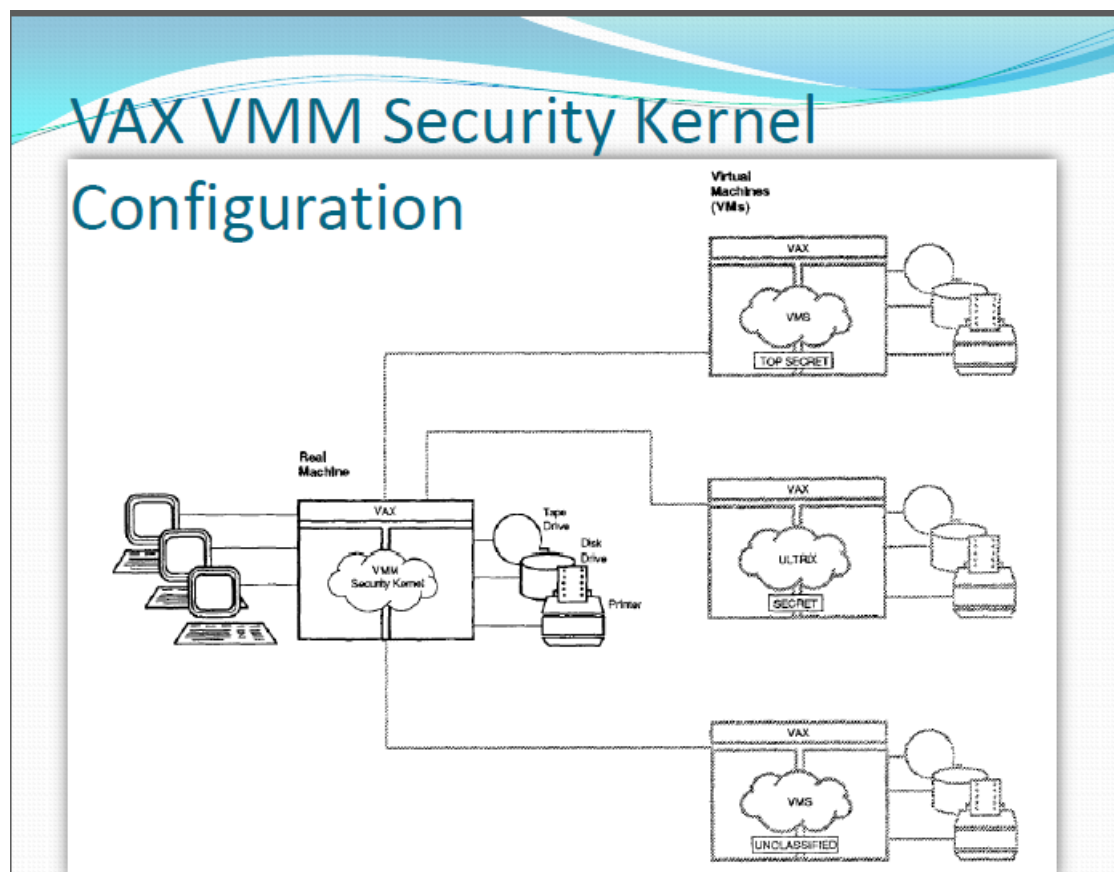 VAX VMM Security Kernel
Configuration
Virtual
Machines
(VMs)
VAX
VMS
TOP SECRET
Real
Machine
VAX
VMM
Security Kernel
Tape
Drive
Disk
Drive
Printer
VAX
ULTRIX
SECRET
VAX
VMS
UNCLASSIFIED